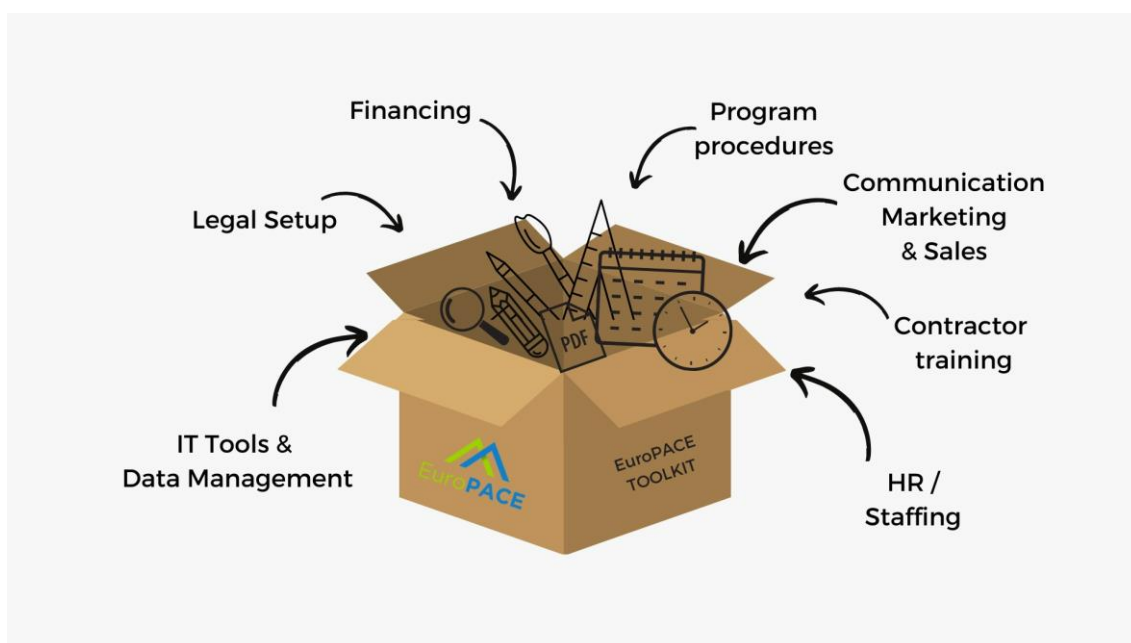 Financing
Program
procedures
Communication
Marketing
& Sales
Legal Setup
Contractor
training
IT Tools &
Data Management
HR /
Staffing
PDF
EuroPACE
EuroPACE
TOOLKIT